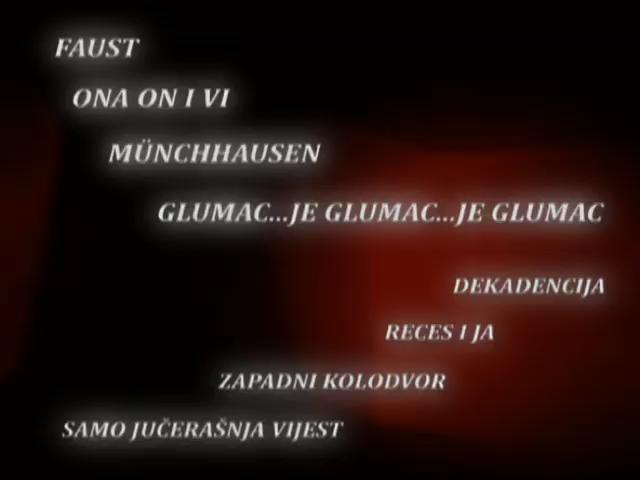 FAUST
ONA ON I VI
MÜNCHHAUSEN
GLUMAC...JE GLUMAC...JE GLUMAC
DEKADENCIJA
RECES I JA
ZAPADNI KOLODVOR
SAMO JUČERAŠNJA VIJEST